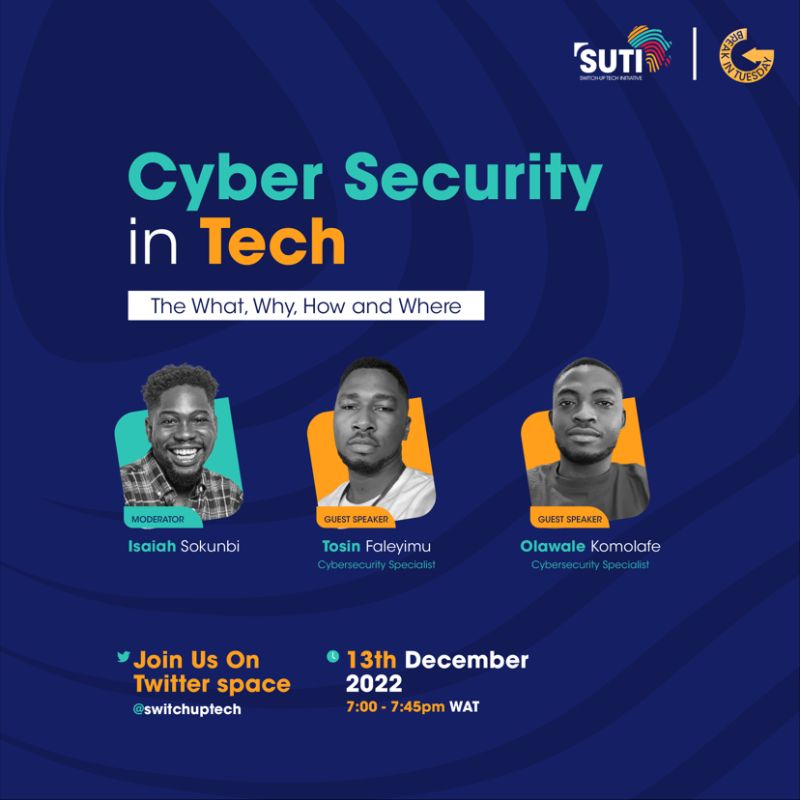 SUTI
SWITCH-UP TECH INITIATIVE
BREAK IN TUESDAY
Cyber Security
in Tech
The What, Why, How and Where
MODERATOR
Isaiah Sokunbi
GUEST SPEAKER
Tosin Faleyimu
Cybersecurity Specialist
GUEST SPEAKER
Olawale Komolafe
Cybersecurity Specialist
Join Us On
Twitter space
@switchuptech
13th December
2022
7:00 - 7:45pm WAT